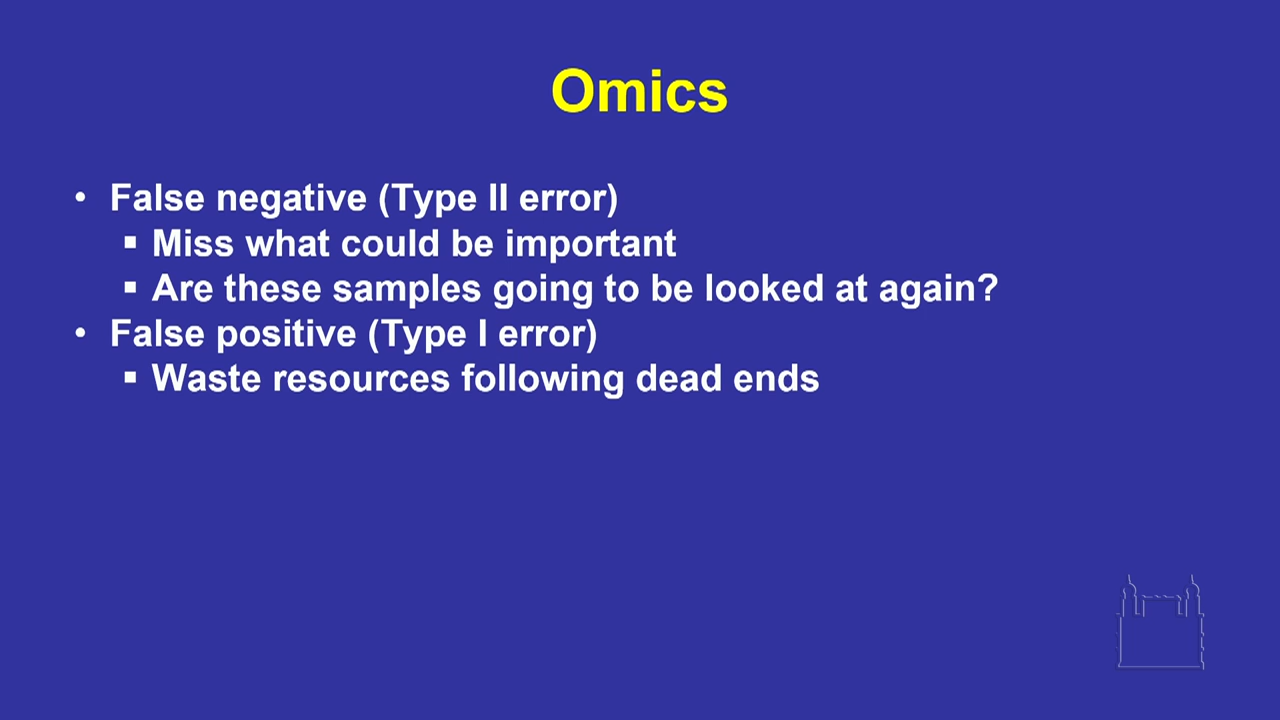 Omics
• False negative (Type II error)
▪ Miss what could be important
▪ Are these samples going to be looked at again?
• False positive (Type I error)
▪ Waste resources following dead ends